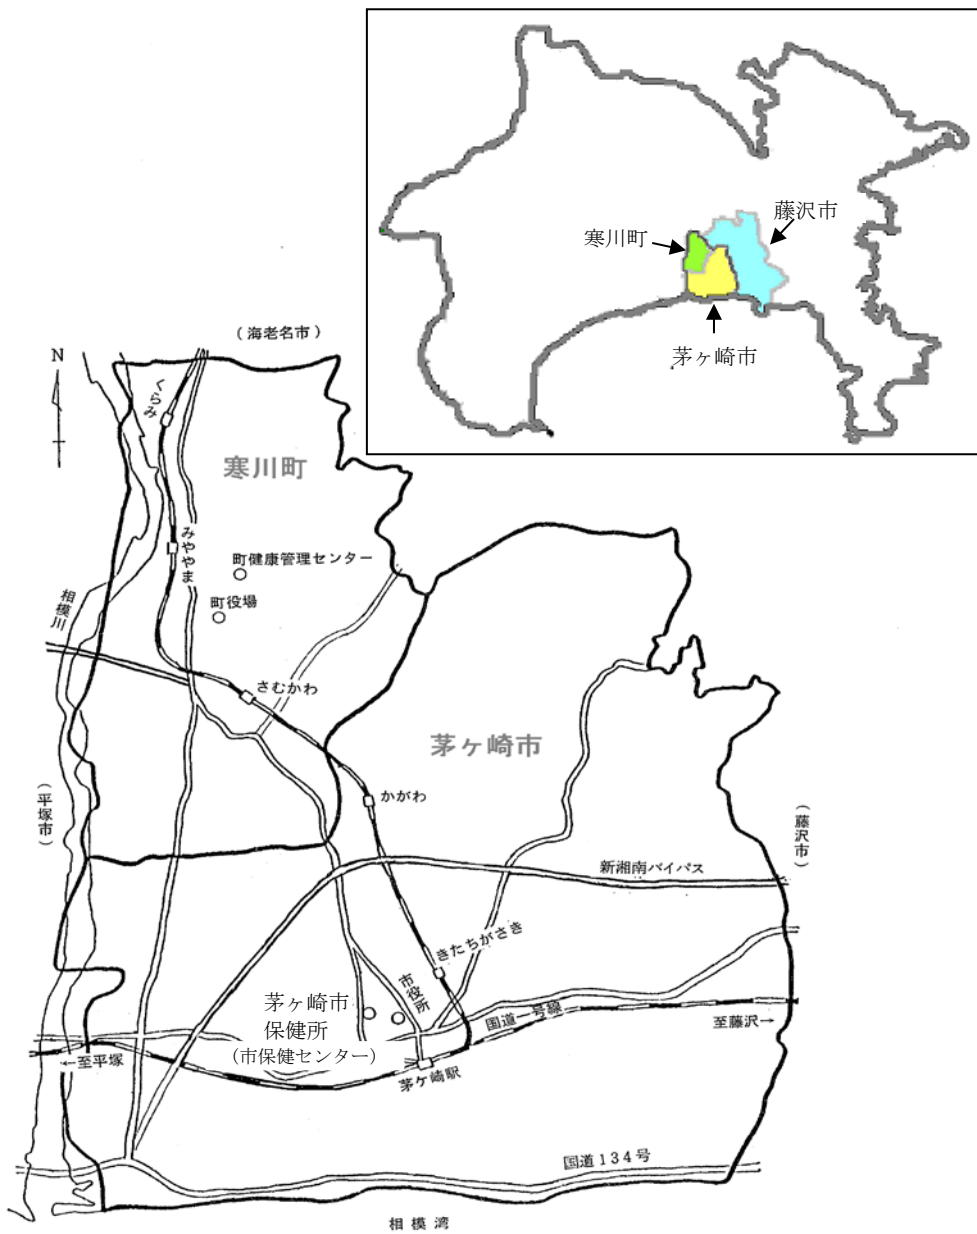 藤沢市
寒川町
茅ヶ崎市
(海老名市)
N
くらみ
寒川町
みややま
町健康管理センター
町役場
相模川
さむかわ
茅ヶ崎市
かがわ
(平塚市)
(藤沢市)
新湘南バイパス
きたちがさき
市役所
茅ヶ崎市
保健所
(市保健センター)
国道一号線
至藤沢→
←至平塚
茅ケ崎駅
国道134号
相模湾